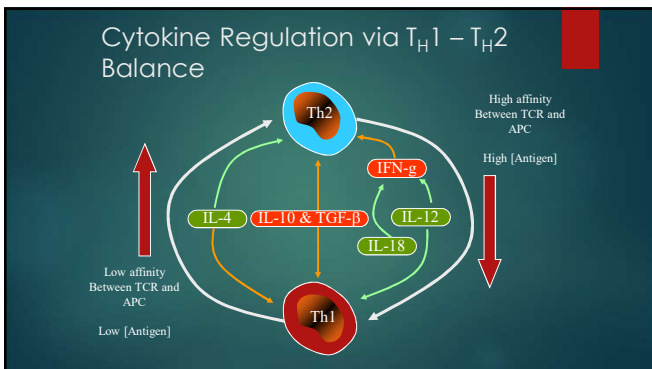 Cytokine Regulation via TH1 – TH2
Balance
High affinity
Between TCR and
APC
High [Antigen]
Th2
IFN-g
IL-4
IL-10 & TGF-β
IL-12
IL-18
Low affinity
Between TCR and
APC
Low [Antigen]
Th1